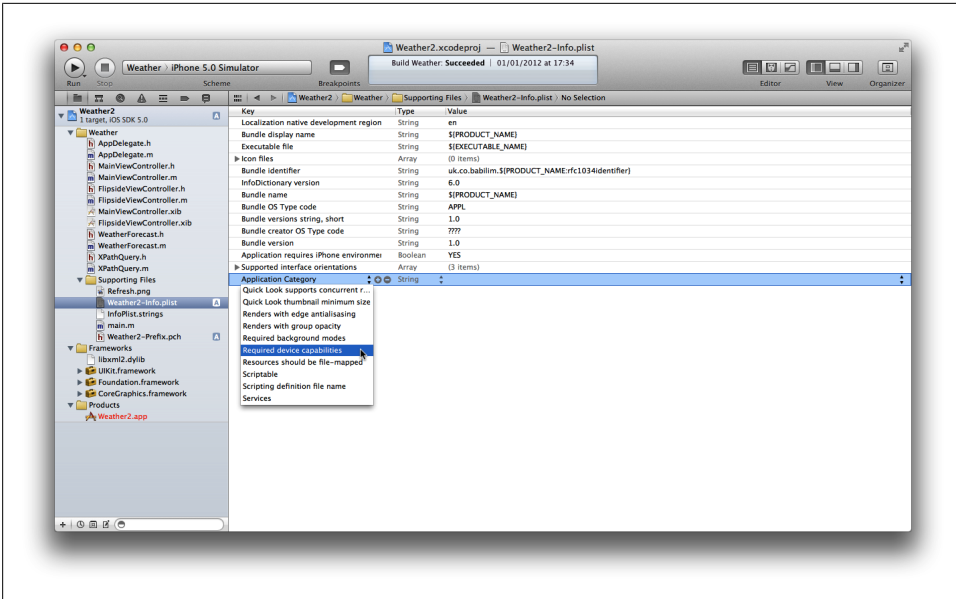 Weather2.xcodeproj — Weather2-Info.plist
Weather › iPhone 5.0 Simulator
Build Weather: Succeeded | 01/01/2012 at 17:34
Run Stop Scheme Breakpoints Editor View Organizer
Weather2 › Weather › Supporting Files › Weather2-Info.plist › No Selection
Weather2
1 target, iOS SDK 5.0
A
Weather
AppDelegate.h
AppDelegate.m
MainViewController.h
MainViewController.m
FlipsideViewController.h
FlipsideViewController.m
MainViewController.xib
FlipsideViewController.xib
WeatherForecast.h
WeatherForecast.m
XPathQuery.h
XPathQuery.m
Supporting Files
Refresh.png
Weather2-Info.plist A
InfoPlist.strings
main.m
Weather2-Prefix.pch A
Frameworks
libxml2.dylib
UIKit.framework
Foundation.framework
CoreGraphics.framework
Products
Weather2.app
Key Type Value
Localization native development region String en
Bundle display name String ${PRODUCT_NAME}
Executable file String ${EXECUTABLE_NAME}
Icon files Array (0 items)
Bundle identifier String uk.co.babilim.${PRODUCT_NAME:rfc1034identifier}
InfoDictionary version String 6.0
Bundle name String ${PRODUCT_NAME}
Bundle OS Type code String APPL
Bundle versions string, short String 1.0
Bundle creator OS Type code String ????
Bundle version String 1.0
Application requires iPhone environmer Boolean YES
Supported interface orientations Array (3 items)
Application Category String
Quick Look supports concurrent r...
Quick Look thumbnail minimum size
Renders with edge antialisasing
Renders with group opacity
Required background modes
Required device capabilities
Resources should be file-mapped
Scriptable
Scripting definition file name
Services